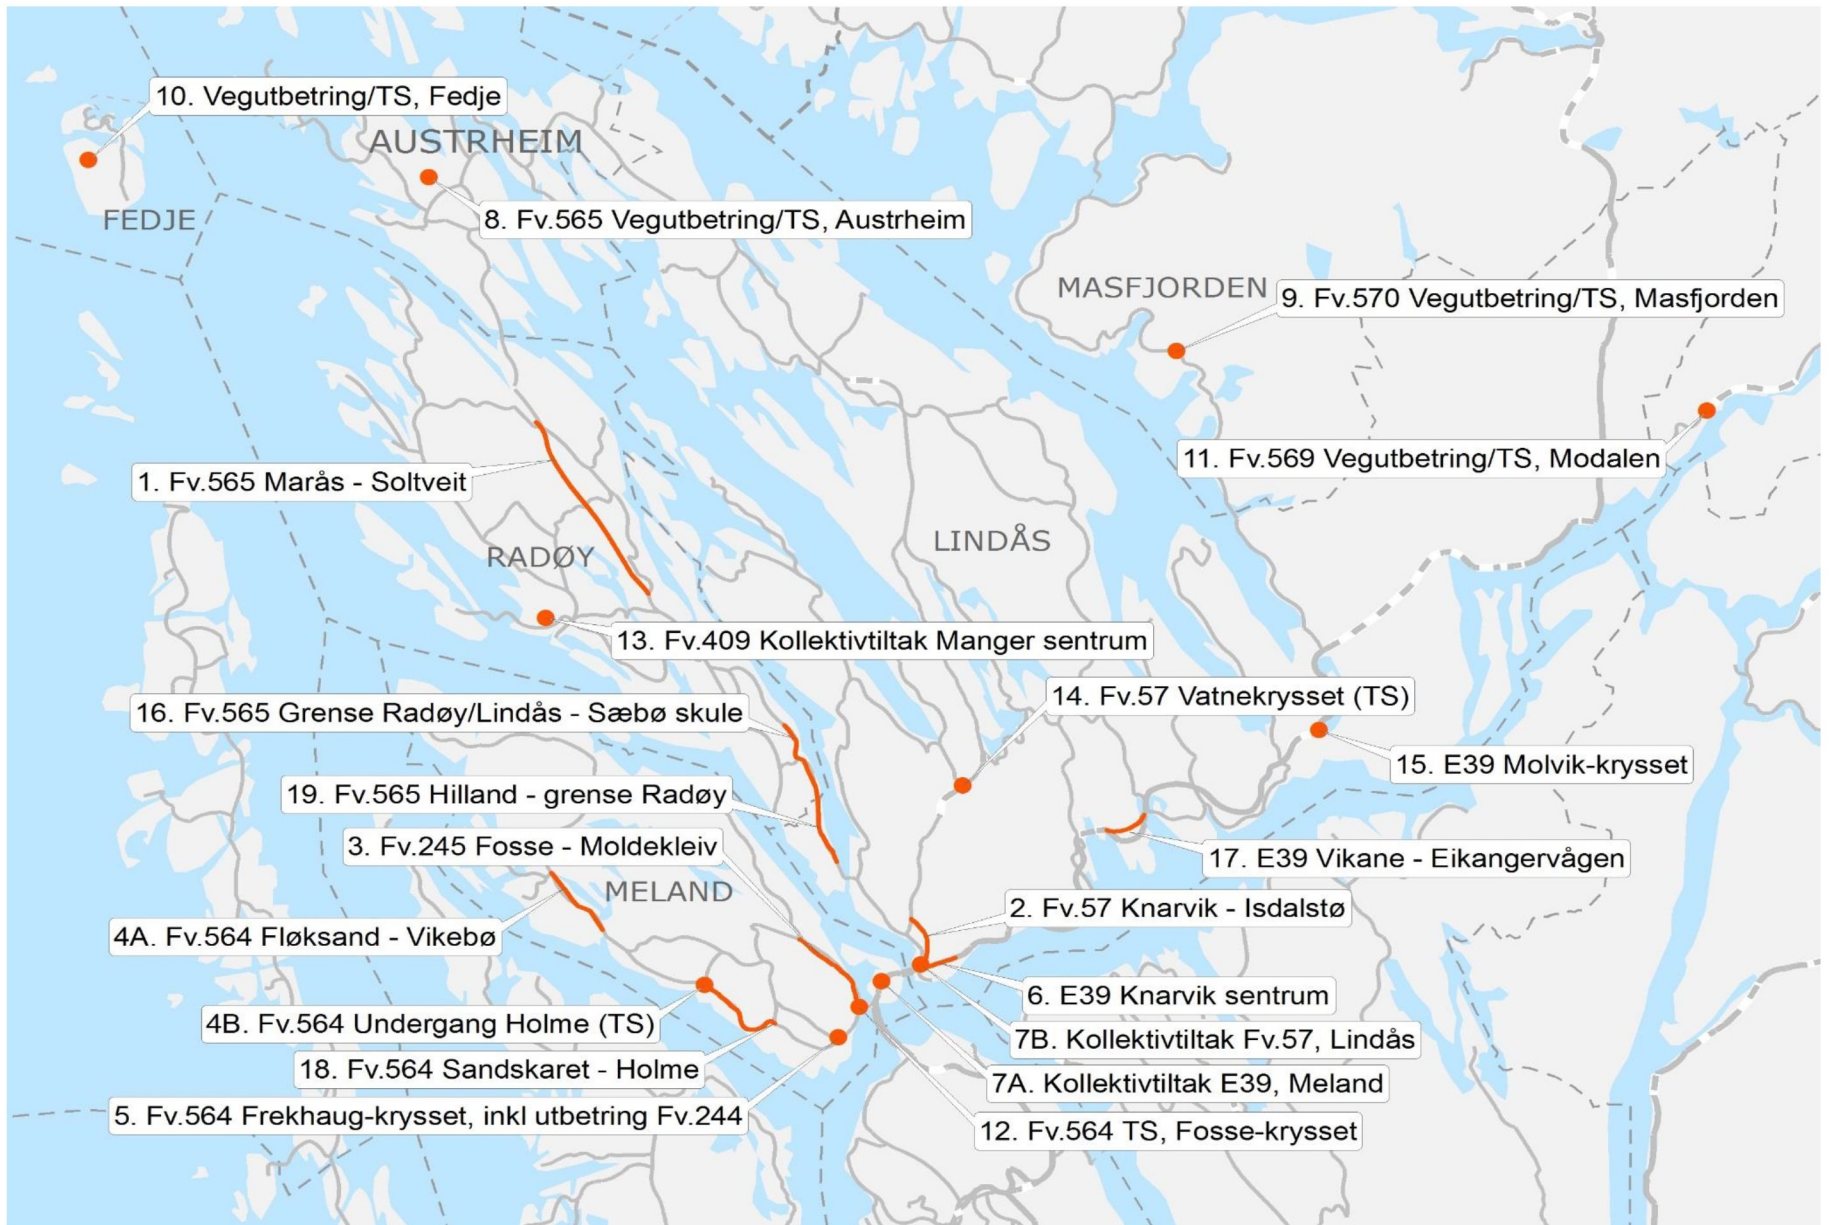 10. Vegutbetring/TS, Fedje
AUSTRHEIM
FEDJE
8. Fv.565 Vegutbetring/TS, Austrheim
MASFJORDEN
9. Fv.570 Vegutbetring/TS, Masfjorden
11. Fv.569 Vegutbetring/TS, Modalen
1. Fv.565 Marås - Soltveit
LINDÅS
RADØY
13. Fv.409 Kollektivtiltak Manger sentrum
14. Fv.57 Vatnekrysset (TS)
16. Fv.565 Grense Radøy/Lindås - Sæbø skule
15. E39 Molvik-krysset
19. Fv.565 Hilland - grense Radøy
3. Fv.245 Fosse - Moldekleiv
17. E39 Vikane - Eikangervågen
MELAND
2. Fv.57 Knarvik - Isdalstø
4A. Fv.564 Fløksand - Vikebø
6. E39 Knarvik sentrum
4B. Fv.564 Undergang Holme (TS)
7B. Kollektivtiltak Fv.57, Lindås
18. Fv.564 Sandskaret - Holme
7A. Kollektivtiltak E39, Meland
5. Fv.564 Frekhaug-krysset, inkl utbetring Fv.244
12. Fv.564 TS, Fosse-krysset